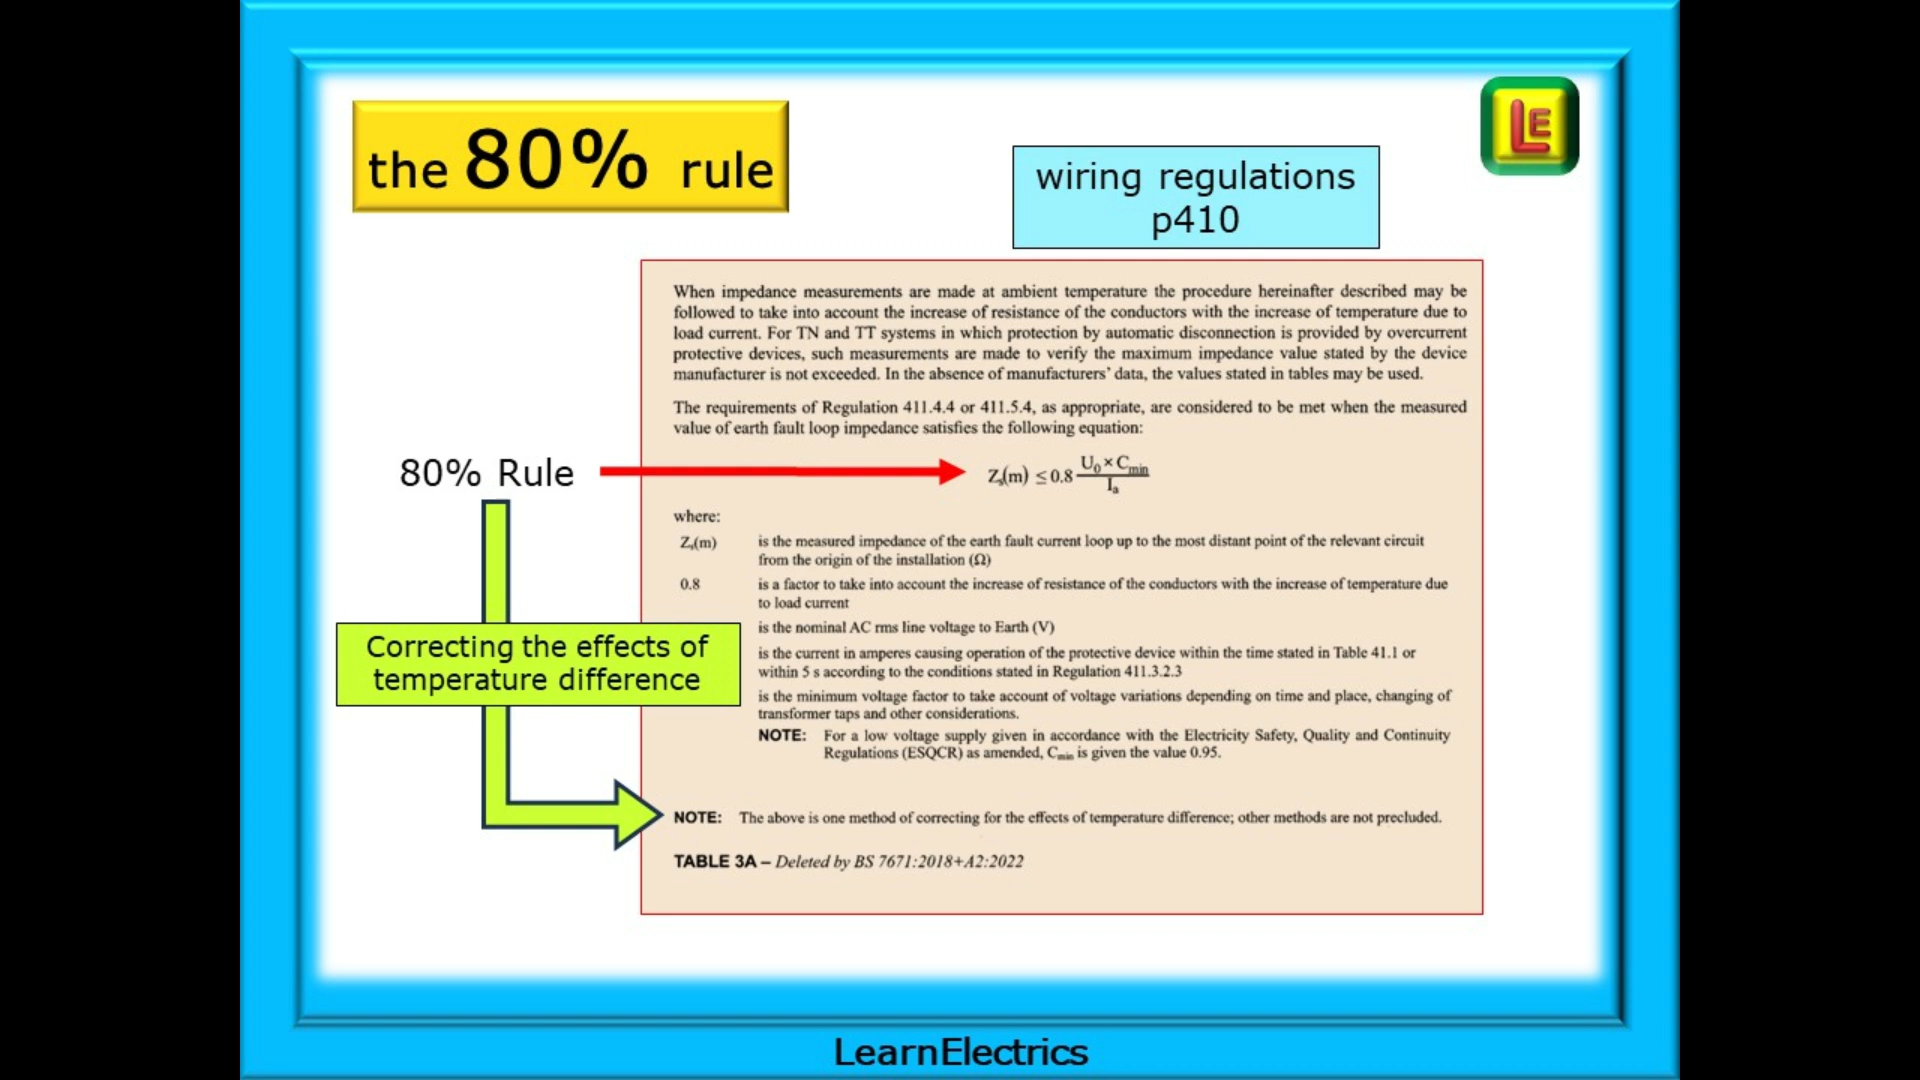 the 80% rule
LE
wiring regulations
p410
When impedance measurements are made at ambient temperature the procedure hereinafter described may be
followed to take into account the increase of resistance of the conductors with the increase of temperature due to
load current. For TN and TT systems in which protection by automatic disconnection is provided by overcurrent
protective devices, such measurements are made to verify the maximum impedance value stated by the device
manufacturer is not exceeded. In the absence of manufacturers' data, the values stated in tables may be used.
The requirements of Regulation 411.4.4 or 411.5.4, as appropriate, are considered to be met when the measured
value of earth fault loop impedance satisfies the following equation:
80% Rule
Zs(m) ≤ 0.8 U0 × Cmin / Ia
where:
Zs(m) is the measured impedance of the earth fault current loop up to the most distant point of the relevant circuit
from the origin of the installation (Ω)
0.8 is a factor to take into account the increase of resistance of the conductors with the increase of temperature due
to load current
is the nominal AC rms line voltage to Earth (V)
Correcting the effects of
temperature difference
is the current in amperes causing operation of the protective device within the time stated in Table 41.1 or
within 5 s according to the conditions stated in Regulation 411.3.2.3
is the minimum voltage factor to take account of voltage variations depending on time and place, changing of
transformer taps and other considerations.
NOTE: For a low voltage supply given in accordance with the Electricity Safety, Quality and Continuity
Regulations (ESQCR) as amended, Cmin is given the value 0.95.
NOTE: The above is one method of correcting for the effects of temperature difference; other methods are not precluded.
TABLE 3A – Deleted by BS 7671:2018+A2:2022
LearnElectrics